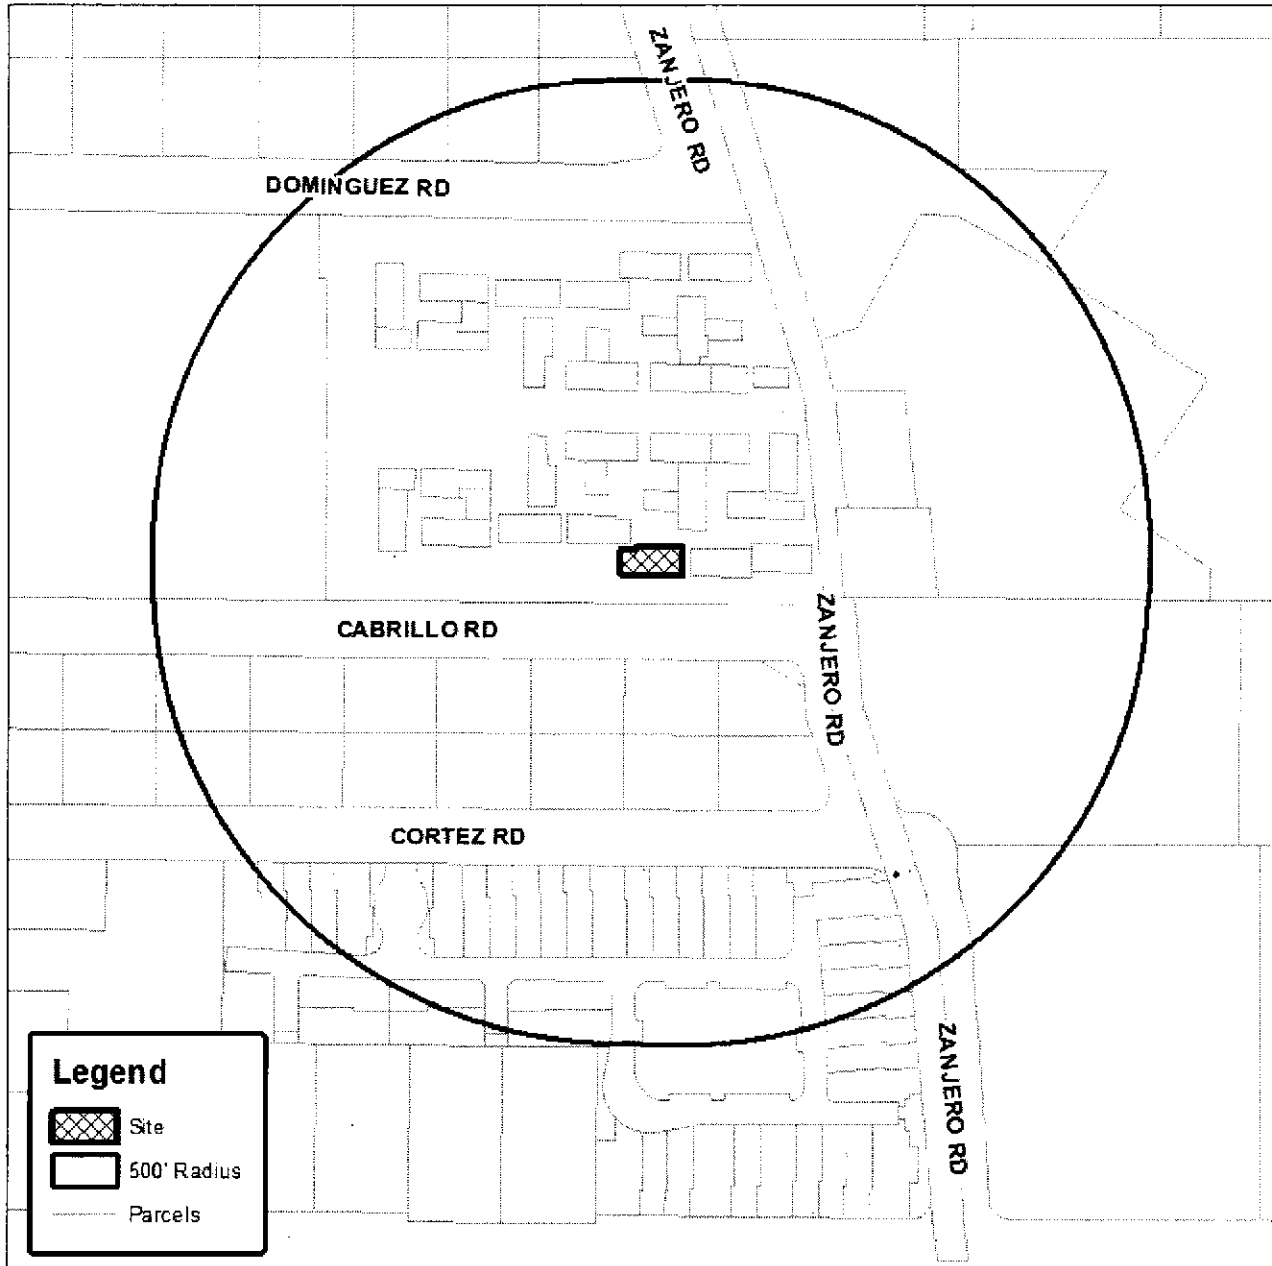 ZANJERO RD
DOMINGUEZ RD
CABRILLO RD
ZANJERO RD
CORTEZ RD
ZANJERO RD
Legend
Site
500' Radius
Parcels